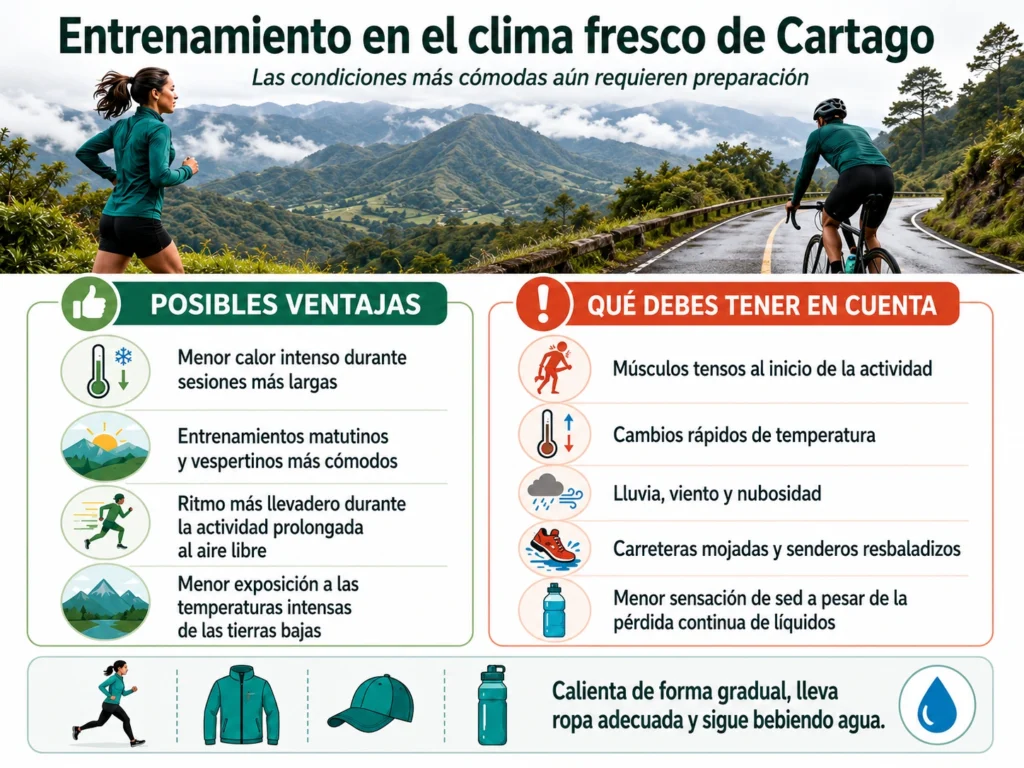 Entrenamiento en el clima fresco de Cartago
Las condiciones más cómodas aún requieren preparación
POSIBLES VENTAJAS
Menor calor intenso durante
sesiones más largas
Entrenamientos matutinos
y vespertinos más cómodos
Ritmo más llevadero durante
la actividad prolongada
al aire libre
Menor exposición a las
temperaturas intensas
de las tierras bajas
QUÉ DEBES TENER EN CUENTA
Músculos tensos al inicio de la actividad
Cambios rápidos de temperatura
Lluvia, viento y nubosidad
Carreteras mojadas y senderos resbaladizos
Menor sensación de sed a pesar de la
pérdida continua de líquidos
Calienta de forma gradual, lleva
ropa adecuada y sigue bebiendo agua.